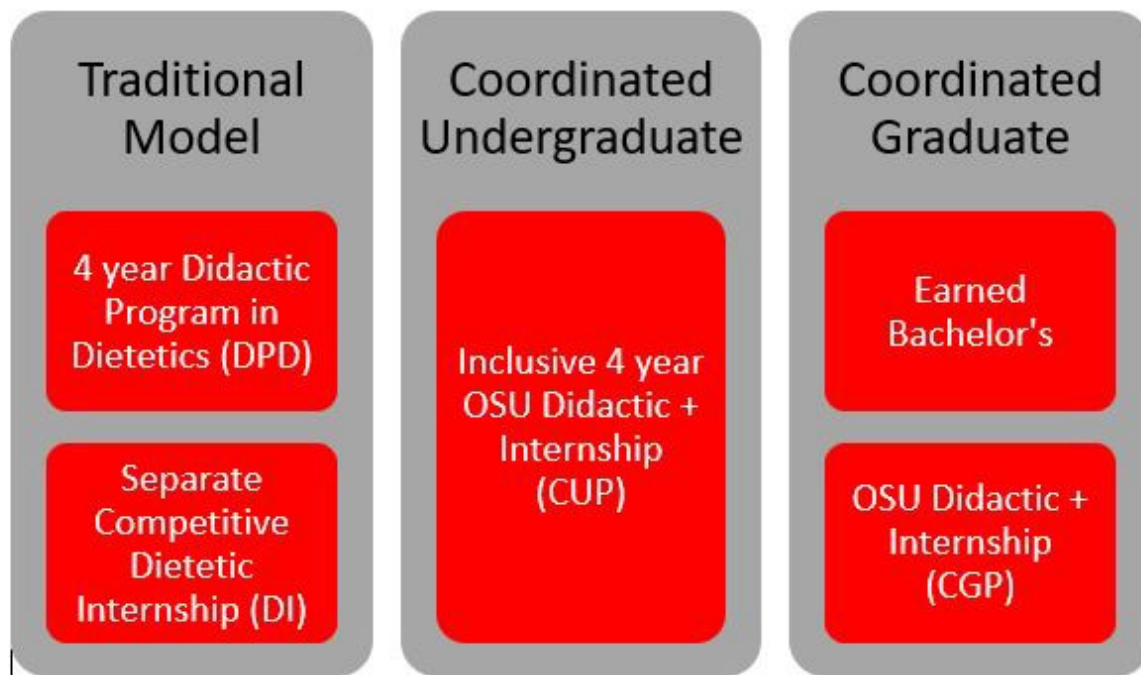 Traditional
Model
4 year Didactic
Program in
Dietetics (DPD)
Separate
Competitive
Dietetic
Internship (DI)
Coordinated
Undergraduate
Inclusive 4 year
OSU Didactic +
Internship
(CUP)
Coordinated
Graduate
Earned
Bachelor's
OSU Didactic +
Internship
(CGP)